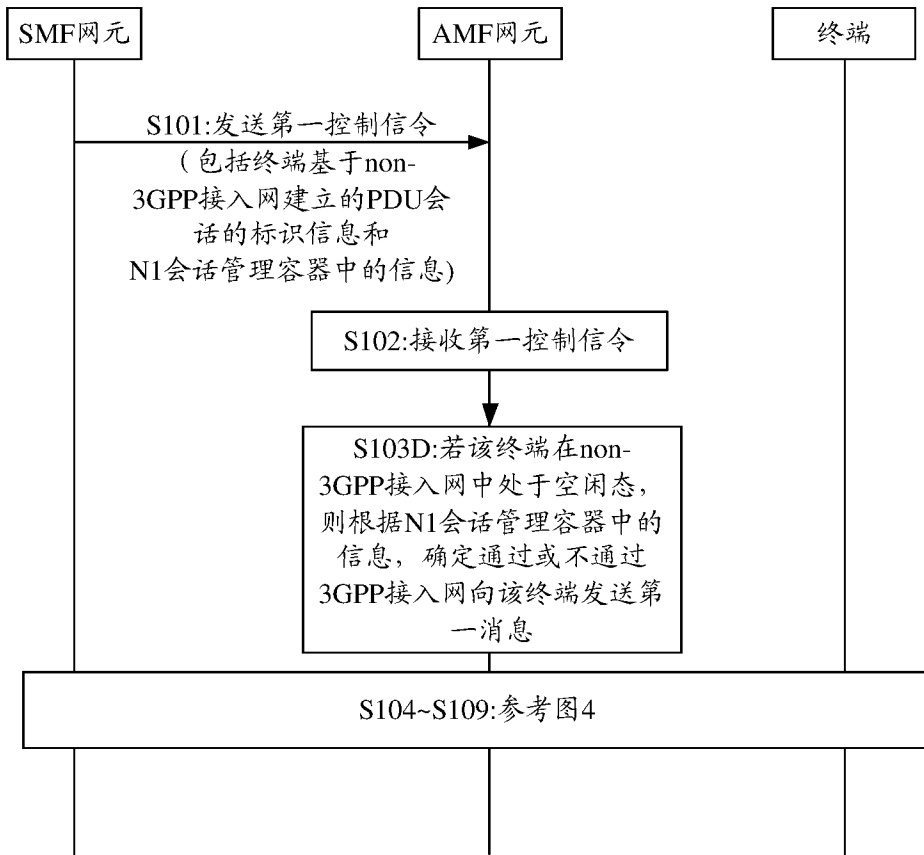 SMF网元
AMF网元
终端
S101:发送第一控制信令
（包括终端基于non-
3GPP接入网建立的PDU会
话的标识信息和
N1会话管理容器中的信息)
S102:接收第一控制信令
S103D:若该终端在non-
3GPP接入网中处于空闲态，
则根据N1会话管理容器中的
信息，确定通过或不通过
3GPP接入网向该终端发送第
一消息
S104~S109:参考图4